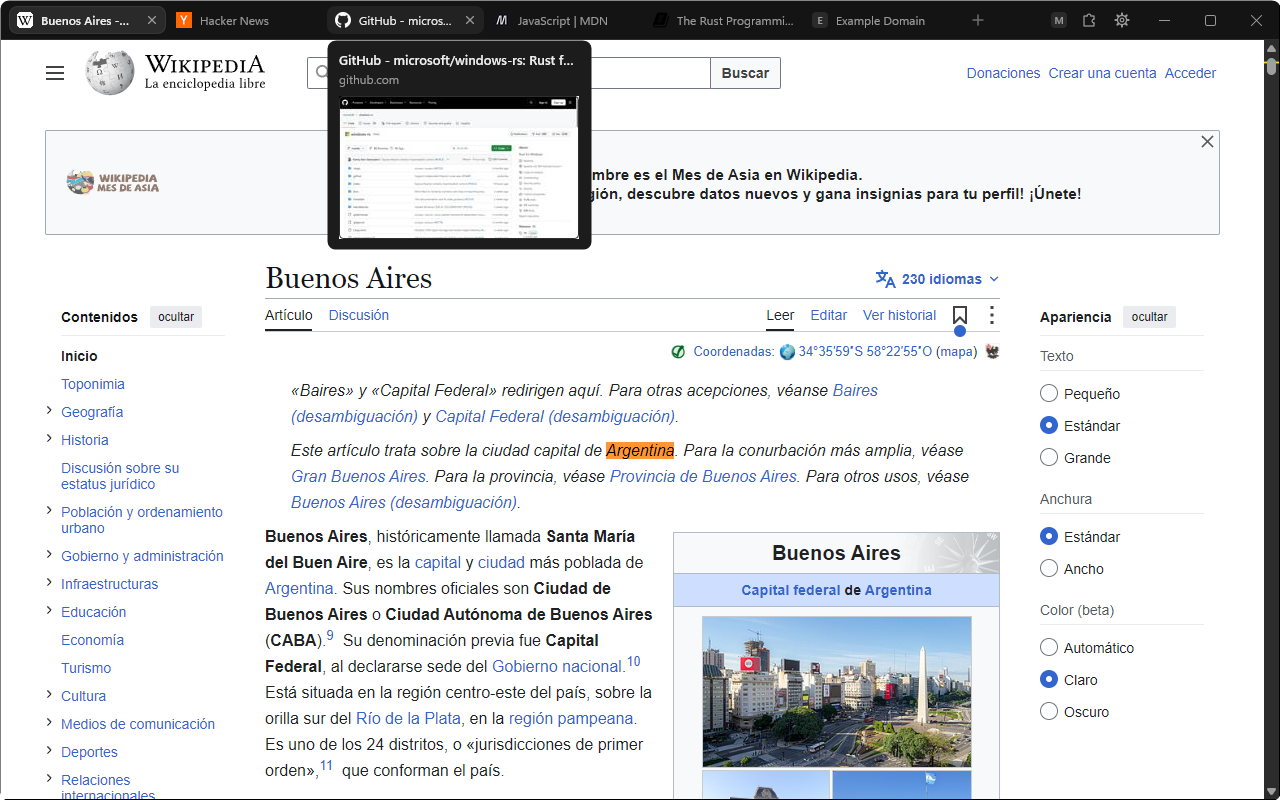 Buenos Aires -...
Hacker News
GitHub - micros...
JavaScript | MDN
The Rust Programmi...
E Example Domain
M
GitHub - microsoft/windows-rs: Rust f...
github.com
WIKIPEDIA
La enciclopedia libre
Buscar
Donaciones Crear una cuenta Acceder
WIKIPEDIA
MES DE ASIA
mbre es el Mes de Asia en Wikipedia.
gión, descubre datos nuevos y gana insignias para tu perfil! ¡Únete!
Buenos Aires
230 idiomas
Artículo Discusión
Leer Editar Ver historial
Coordenadas: 34°35′59″S 58°22′55″O (mapa)
Contenidos ocultar
Inicio
Toponimia
Geografía
Historia
Discusión sobre su
estatus jurídico
Población y ordenamiento
urbano
Gobierno y administración
Infraestructuras
Educación
Economía
Turismo
Cultura
Medios de comunicación
Deportes
Relaciones
internacionales
«Baires» y «Capital Federal» redirigen aquí. Para otras acepciones, véanse Baires
(desambiguación) y Capital Federal (desambiguación).
Este artículo trata sobre la ciudad capital de Argentina. Para la conurbación más amplia, véase
Gran Buenos Aires. Para la provincia, véase Provincia de Buenos Aires. Para otros usos, véase
Buenos Aires (desambiguación).
Buenos Aires, históricamente llamada Santa María
del Buen Aire, es la capital y ciudad más poblada de
Argentina. Sus nombres oficiales son Ciudad de
Buenos Aires o Ciudad Autónoma de Buenos Aires
(CABA).9 Su denominación previa fue Capital
Federal, al declararse sede del Gobierno nacional.10
Está situada en la región centro-este del país, sobre la
orilla sur del Río de la Plata, en la región pampeana.
Es uno de los 24 distritos, o «jurisdicciones de primer
orden»,11 que conforman el país.
Buenos Aires
Capital federal de Argentina
Apariencia ocultar
Texto
Pequeño
Estándar
Grande
Anchura
Estándar
Ancho
Color (beta)
Automático
Claro
Oscuro